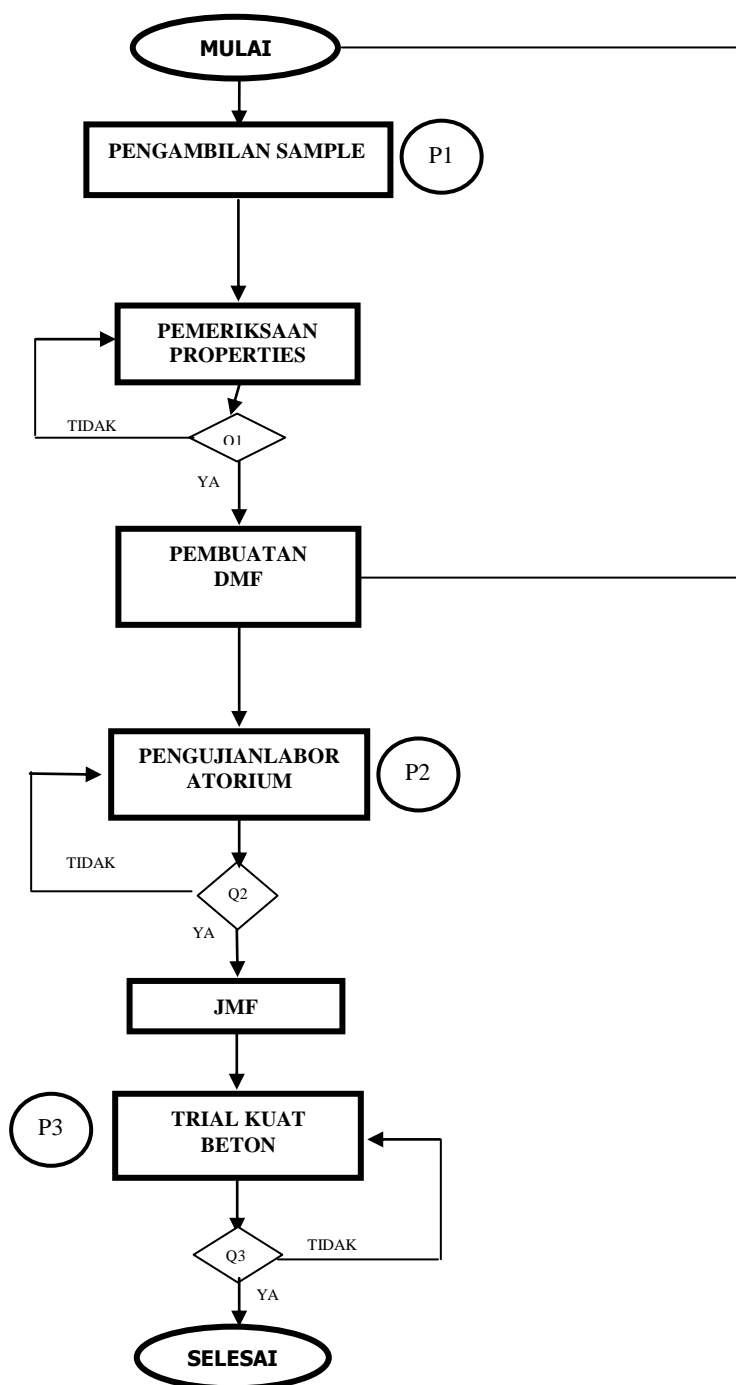 MULAI
PENGAMBILAN SAMPLE
P1
PEMERIKSAAN
PROPERTIES
TIDAK
Q1
YA
PEMBUATAN
DMF
PENGUJIANLABOR
ATORIUM
P2
TIDAK
Q2
YA
JMF
P3
TRIAL KUAT
BETON
Q3
TIDAK
YA
SELESAI